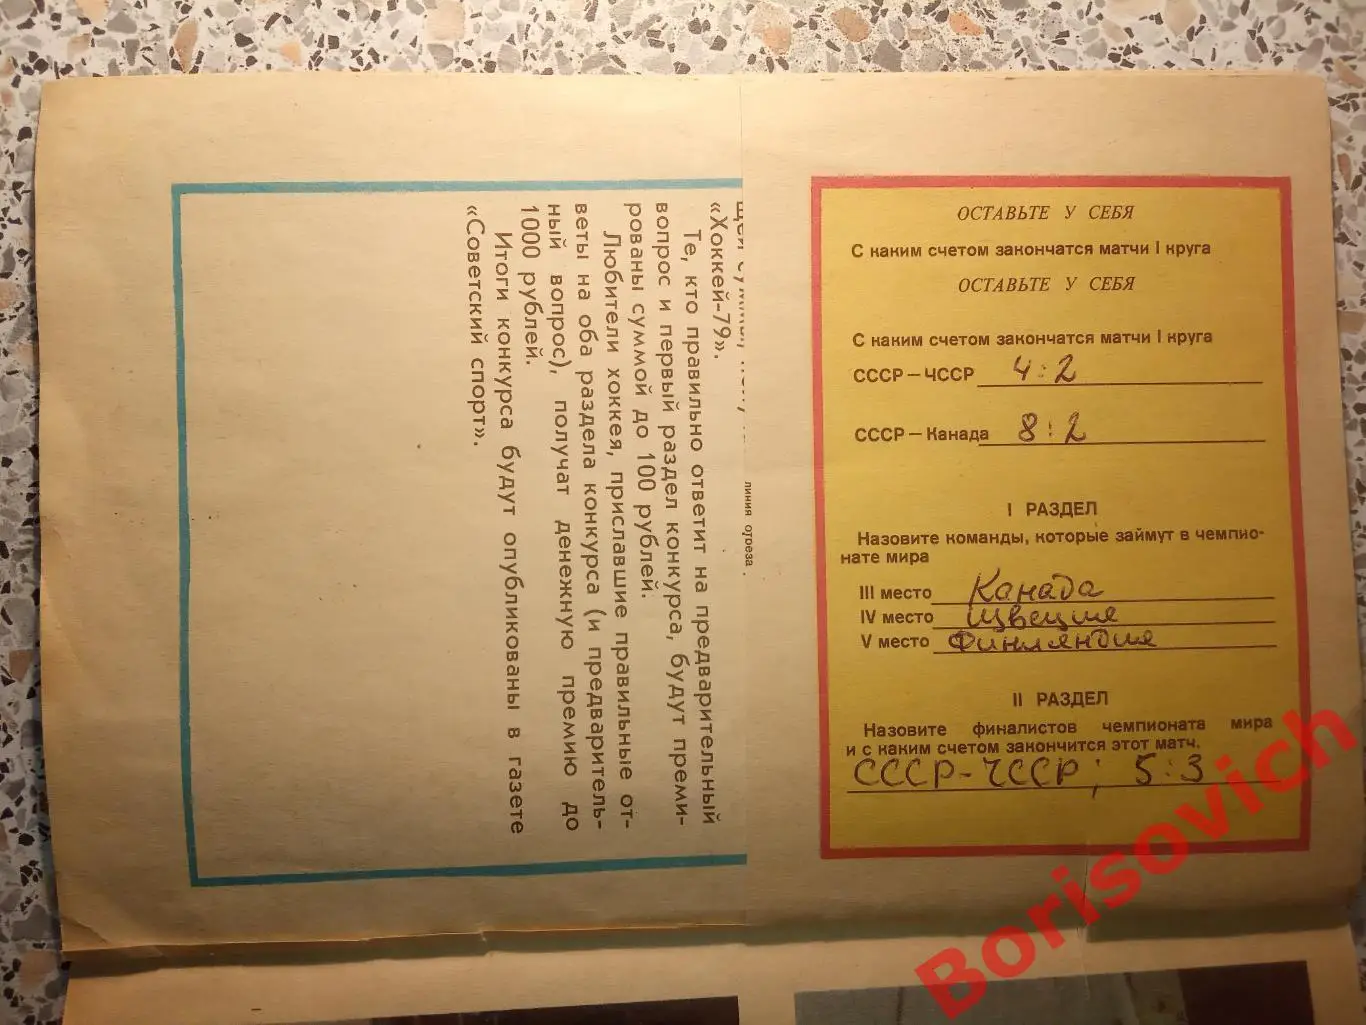 щей суммы,
«Хоккей-79».
Те, кто правильно ответит на предварительный
вопрос и первый раздел конкурса, будут преми-
рованы суммой до 100 рублей.
Любители хоккея, приславшие правильные от-
веты на оба раздела конкурса (и предваритель-
ный вопрос), получат денежную премию до
1000 рублей.
Итоги конкурса будут опубликованы в газете
«Советский спорт».
линия отреза
ОСТАВЬТЕ У СЕБЯ
С каким счетом закончатся матчи I круга
ОСТАВЬТЕ У СЕБЯ
С каким счетом закончатся матчи I круга
СССР—ЧССР 4:2
СССР—Канада 8:2
I РАЗДЕЛ
Назовите команды, которые займут в чемпио-
нате мира
III место Канада
IV место Швеция
V место Финляндия
II РАЗДЕЛ
Назовите финалистов чемпионата мира
и с каким счетом закончится этот матч.
СССР-ЧССР; 5:3
Borisovich